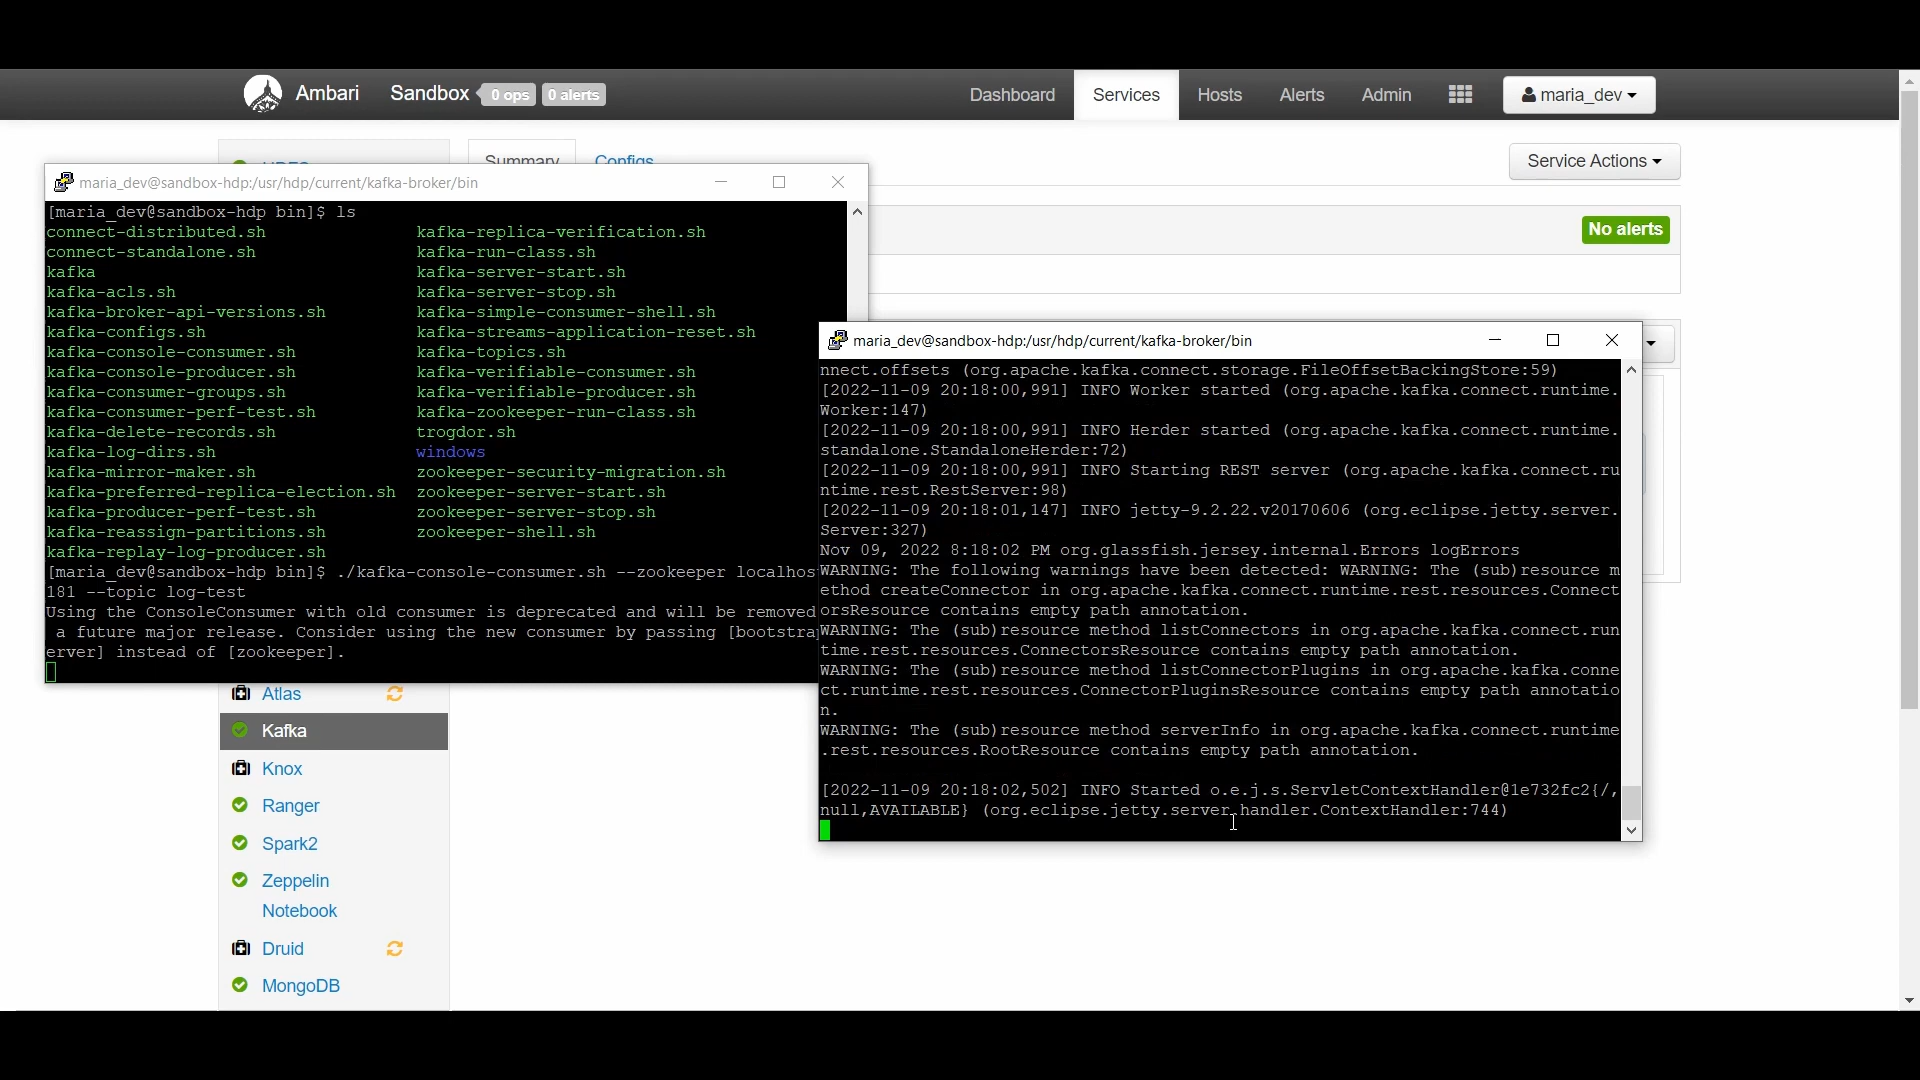 Ambari Sandbox 0 ops 0 alerts Dashboard Services Hosts Alerts Admin maria_dev
Summary Configs Service Actions
No alerts
maria_dev@sandbox-hdp:/usr/hdp/current/kafka-broker/bin
[maria_dev@sandbox-hdp bin]$ ls
connect-distributed.sh kafka-replica-verification.sh
connect-standalone.sh kafka-run-class.sh
kafka kafka-server-start.sh
kafka-acls.sh kafka-server-stop.sh
kafka-broker-api-versions.sh kafka-simple-consumer-shell.sh
kafka-configs.sh kafka-streams-application-reset.sh
kafka-console-consumer.sh kafka-topics.sh
kafka-console-producer.sh kafka-verifiable-consumer.sh
kafka-consumer-groups.sh kafka-verifiable-producer.sh
kafka-consumer-perf-test.sh kafka-zookeeper-run-class.sh
kafka-delete-records.sh trogdor.sh
kafka-log-dirs.sh windows
kafka-mirror-maker.sh zookeeper-security-migration.sh
kafka-preferred-replica-election.sh zookeeper-server-start.sh
kafka-producer-perf-test.sh zookeeper-server-stop.sh
kafka-reassign-partitions.sh zookeeper-shell.sh
kafka-replay-log-producer.sh
[maria_dev@sandbox-hdp bin]$ ./kafka-console-consumer.sh --zookeeper localhos
181 --topic log-test
Using the ConsoleConsumer with old consumer is deprecated and will be removed
a future major release. Consider using the new consumer by passing [bootstra
erver] instead of [zookeeper].
maria_dev@sandbox-hdp:/usr/hdp/current/kafka-broker/bin
nnect.offsets (org.apache.kafka.connect.storage.FileOffsetBackingStore:59)
[2022-11-09 20:18:00,991] INFO Worker started (org.apache.kafka.connect.runtime.
Worker:147)
[2022-11-09 20:18:00,991] INFO Herder started (org.apache.kafka.connect.runtime.
standalone.StandaloneHerder:72)
[2022-11-09 20:18:00,991] INFO Starting REST server (org.apache.kafka.connect.ru
ntime.rest.RestServer:98)
[2022-11-09 20:18:01,147] INFO jetty-9.2.22.v20170606 (org.eclipse.jetty.server.
Server:327)
Nov 09, 2022 8:18:02 PM org.glassfish.jersey.internal.Errors logErrors
WARNING: The following warnings have been detected: WARNING: The (sub)resource m
ethod createConnector in org.apache.kafka.connect.runtime.rest.resources.Connect
orsResource contains empty path annotation.
WARNING: The (sub)resource method listConnectors in org.apache.kafka.connect.run
time.rest.resources.ConnectorsResource contains empty path annotation.
WARNING: The (sub)resource method listConnectorPlugins in org.apache.kafka.conne
ct.runtime.rest.resources.ConnectorPluginsResource contains empty path annotatio
n.
WARNING: The (sub)resource method serverInfo in org.apache.kafka.connect.runtime
.rest.resources.RootResource contains empty path annotation.
[2022-11-09 20:18:02,502] INFO Started o.e.j.s.ServletContextHandler@1e732fc2{/,
null,AVAILABLE} (org.eclipse.jetty.server.handler.ContextHandler:744)
Atlas
Kafka
Knox
Ranger
Spark2
Zeppelin
Notebook
Druid
MongoDB